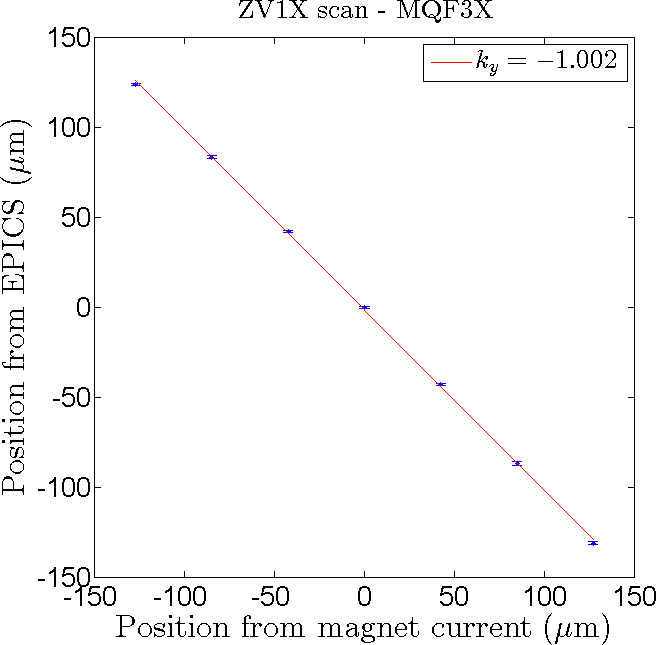 ZV1X scan - MQF3X
k_y = −1.002
Position from EPICS (μm)
150
100
50
0
-50
-100
-150
-150 -100 -50 0 50 100 150
Position from magnet current (μm)